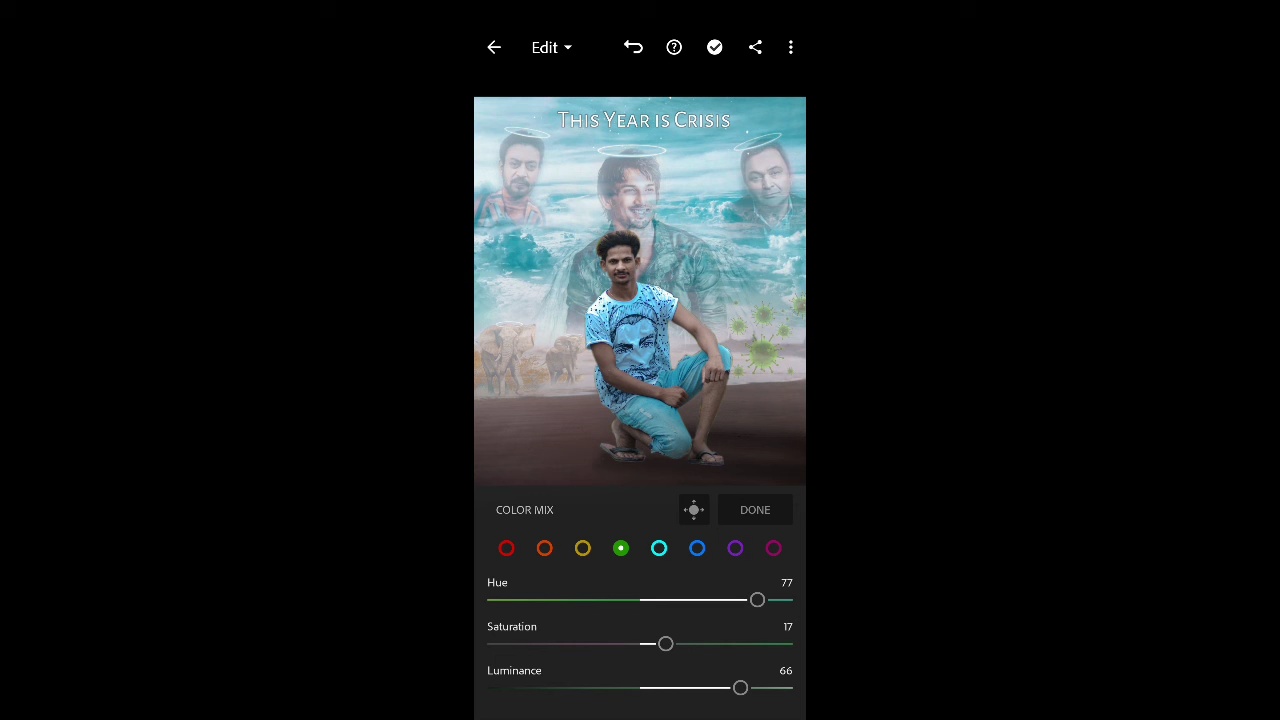 Edit
This Year is Crisis
COLOR MIX
DONE
Hue 77
Saturation 17
Luminance 66